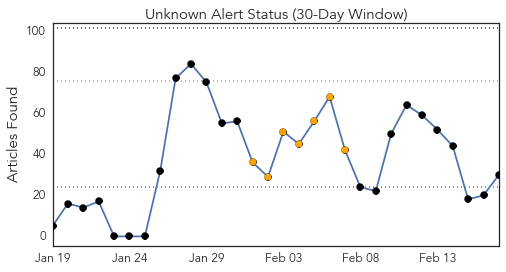 Unknown Alert Status (30-Day Window)
Articles Found
100
80
60
40
20
0
Jan 19 Jan 24 Jan 29 Feb 03 Feb 08 Feb 13